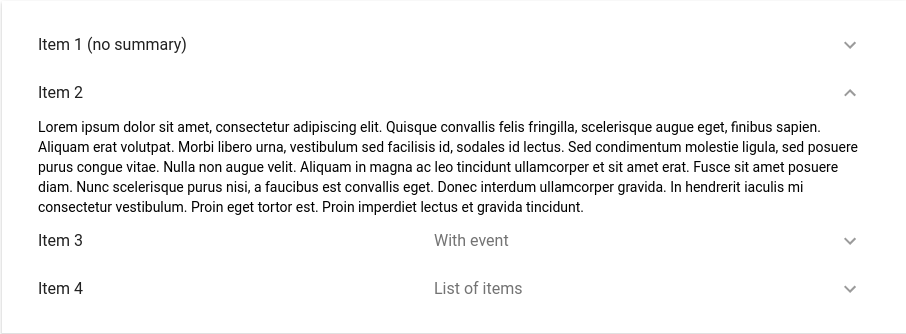 Item 1 (no summary)
Item 2
Lorem ipsum dolor sit amet, consectetur adipiscing elit. Quisque convallis felis fringilla, scelerisque augue eget, finibus sapien.
Aliquam erat volutpat. Morbi libero urna, vestibulum sed facilisis id, sodales id lectus. Sed condimentum molestie ligula, sed posuere
purus congue vitae. Nulla non augue velit. Aliquam in magna ac leo tincidunt ullamcorper et sit amet erat. Fusce sit amet posuere
diam. Nunc scelerisque purus nisi, a faucibus est convallis eget. Donec interdum ullamcorper gravida. In hendrerit iaculis mi
consectetur vestibulum. Proin eget tortor est. Proin imperdiet lectus et gravida tincidunt.
Item 3 With event
Item 4 List of items